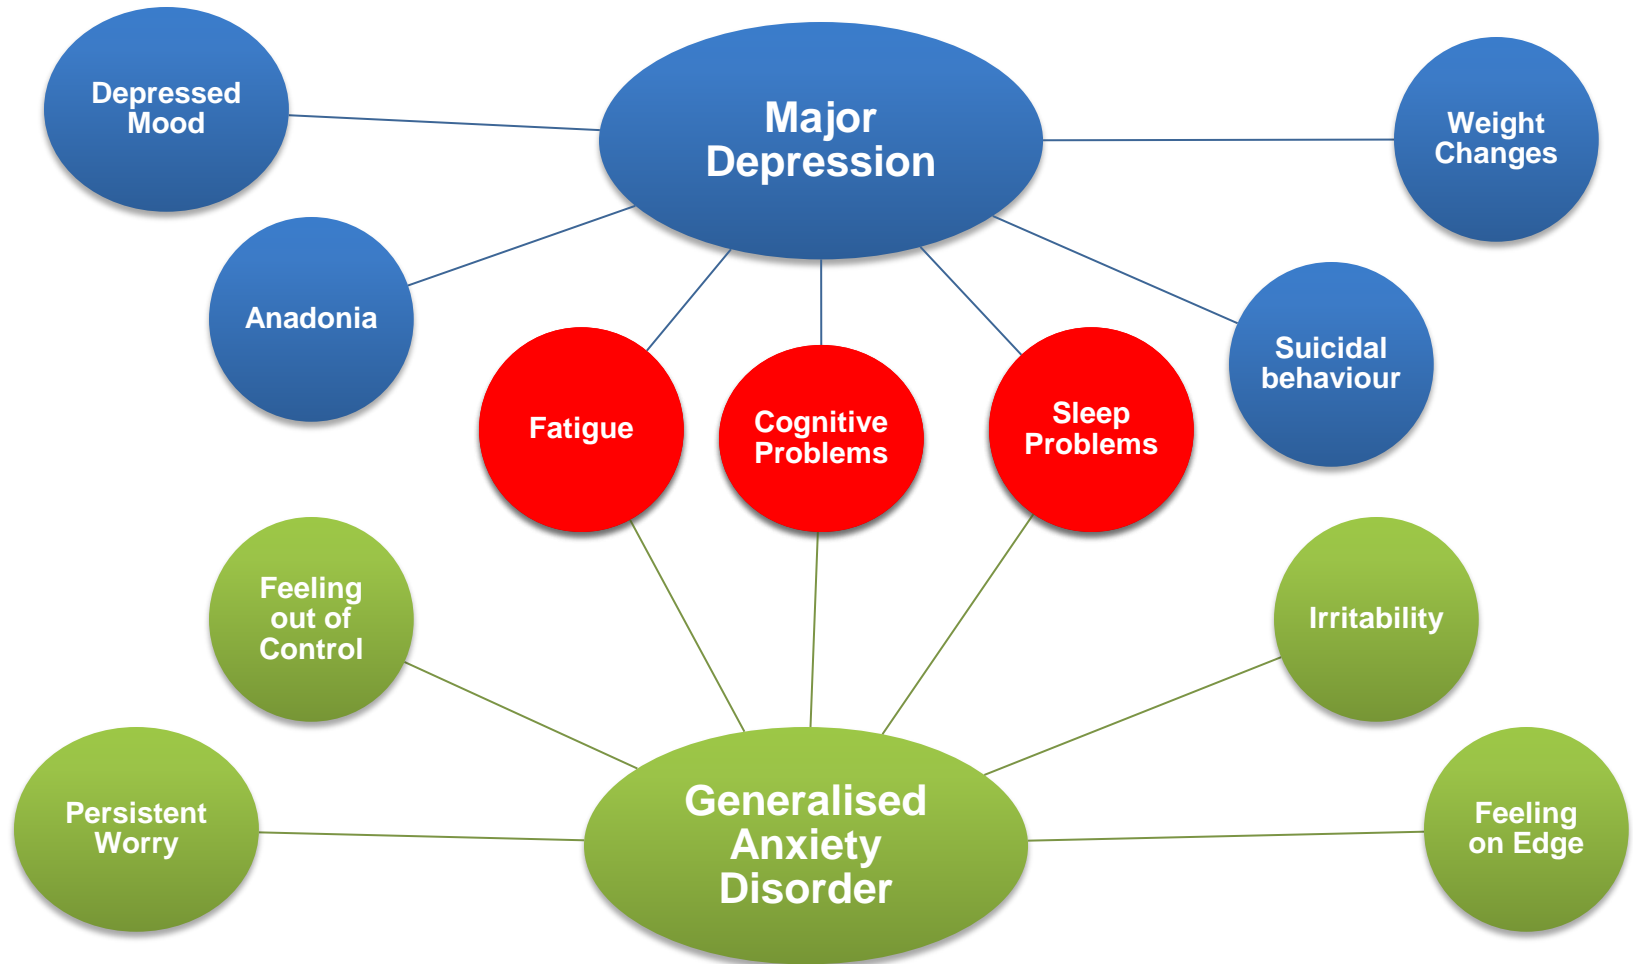 Depressed
Mood
Major
Depression
Weight
Changes
Anadonia
Suicidal
behaviour
Fatigue
Cognitive
Problems
Sleep
Problems
Feeling
out of
Control
Irritability
Persistent
Worry
Generalised
Anxiety
Disorder
Feeling
on Edge